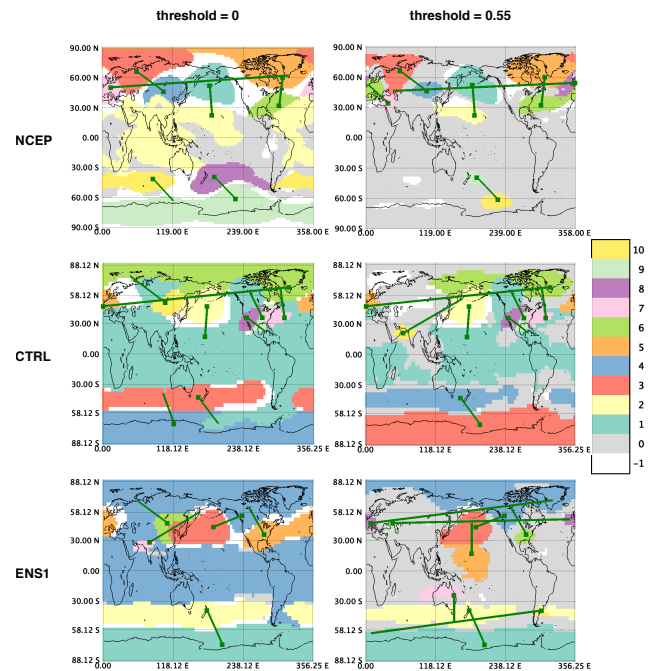 threshold = 0 threshold = 0.55
NCEP
90.00 N 90.00 N
60.00 N 60.00 N
30.00 N 30.00 N
0.00 0.00
30.00 S 30.00 S
60.00 S 60.00 S
90.00 S 90.00 S
0.00 118.00 E 238.00 E 358.00 E 0.00 118.00 E 238.00 E 358.00 E
CTRL
88.12 N 88.12 N
58.12 N 58.12 N
30.00 N 30.00 N
0.00 0.00
30.00 S 30.00 S
58.12 S 58.12 S
88.12 S 88.12 S
0.00 118.12 E 238.12 E 356.25 E 0.00 118.12 E 238.12 E 356.25 E
ENS1
88.12 N 88.12 N
58.12 N 58.12 N
30.00 N 30.00 N
0.00 0.00
30.00 S 30.00 S
58.12 S 58.12 S
88.12 S 88.12 S
0.00 118.12 E 238.12 E 356.25 E 0.00 118.12 E 238.12 E 356.25 E
10
9
8
7
6
5
4
3
2
1
0
−1